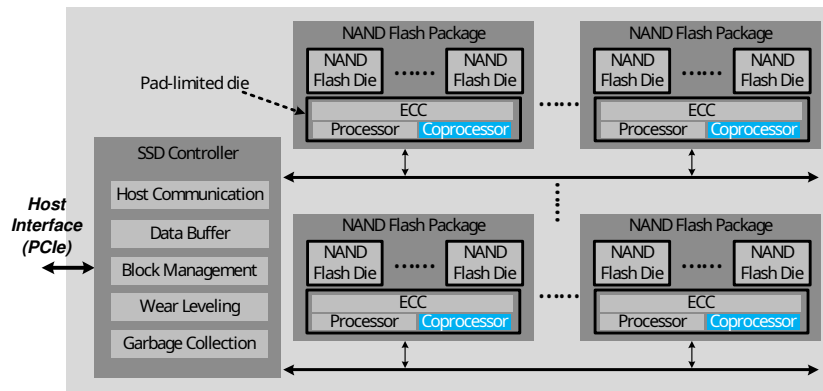 NAND Flash Package
NAND
Flash Die
......
NAND
Flash Die
ECC
Processor
Coprocessor
......
NAND Flash Package
NAND
Flash Die
......
NAND
Flash Die
ECC
Processor
Coprocessor
Pad-limited die
SSD Controller
Host Communication
Data Buffer
Block Management
Wear Leveling
Garbage Collection
Host
Interface
(PCIe)
......
NAND Flash Package
NAND
Flash Die
......
NAND
Flash Die
ECC
Processor
Coprocessor
......
NAND Flash Package
NAND
Flash Die
......
NAND
Flash Die
ECC
Processor
Coprocessor